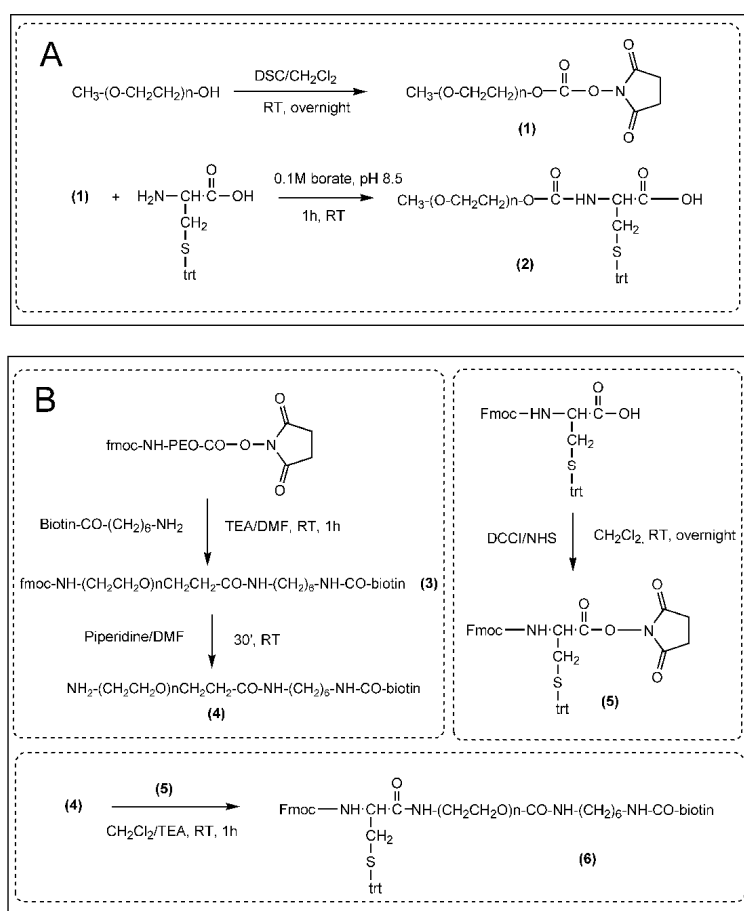 A
CH3-(O-CH2CH2)n-OH
DSC/CH2Cl2
RT, overnight
CH3-(O-CH2CH2)n-O-C-O-N
O
O
O
(1)
(1) + H2N-CH-C-OH
O
CH2
S
trt
0.1M borate, pH 8.5
1h, RT
CH3-(O-CH2CH2)n-O-C-HN-CH-C-OH
O
O
CH2
S
trt
(2)
B
fmoc-NH-PEO-CO-O-N
O
O
Biotin-CO-(CH2)6-NH2
TEA/DMF, RT, 1h
fmoc-NH-(CH2CH2O)nCH2CH2-CO-NH-(CH2)6-NH-CO-biotin (3)
Piperidine/DMF
30', RT
NH2-(CH2CH2O)nCH2CH2-CO-NH-(CH2)6-NH-CO-biotin
(4)
Fmoc-HN-CH-C-OH
O
CH2
S
trt
DCCI/NHS
CH2Cl2, RT, overnight
Fmoc-NH-CH-C-O-N
O
O
O
CH2
S
trt
(5)
(4)
(5)
CH2Cl2/TEA, RT, 1h
Fmoc-NH-CH-C-NH-(CH2CH2O)n-CO-NH-(CH2)6-NH-CO-biotin
O
CH2
S
trt
(6)